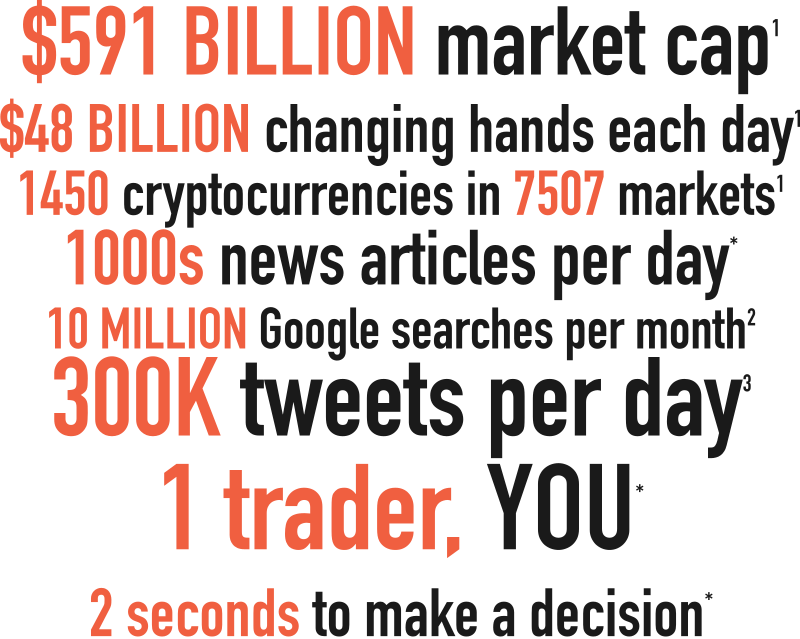 $591 BILLION market cap¹
$48 BILLION changing hands each day¹
1450 cryptocurrencies in 7507 markets¹
1000s news articles per day*
10 MILLION Google searches per month²
300K tweets per day³
1 trader, YOU*
2 seconds to make a decision*